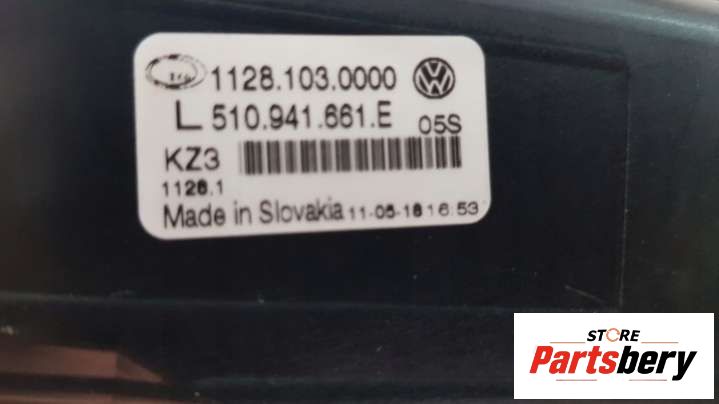 1128.103.0000
L 510.941.661.E 05S
KZ3
1128.1
Made in Slovakia 11-05-18 16:53
STORE
Partsbery